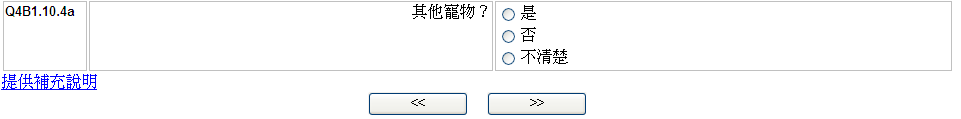 Q4B1.10.4a
其他寵物？
是
否
不清楚
提供補充說明
<<
>>